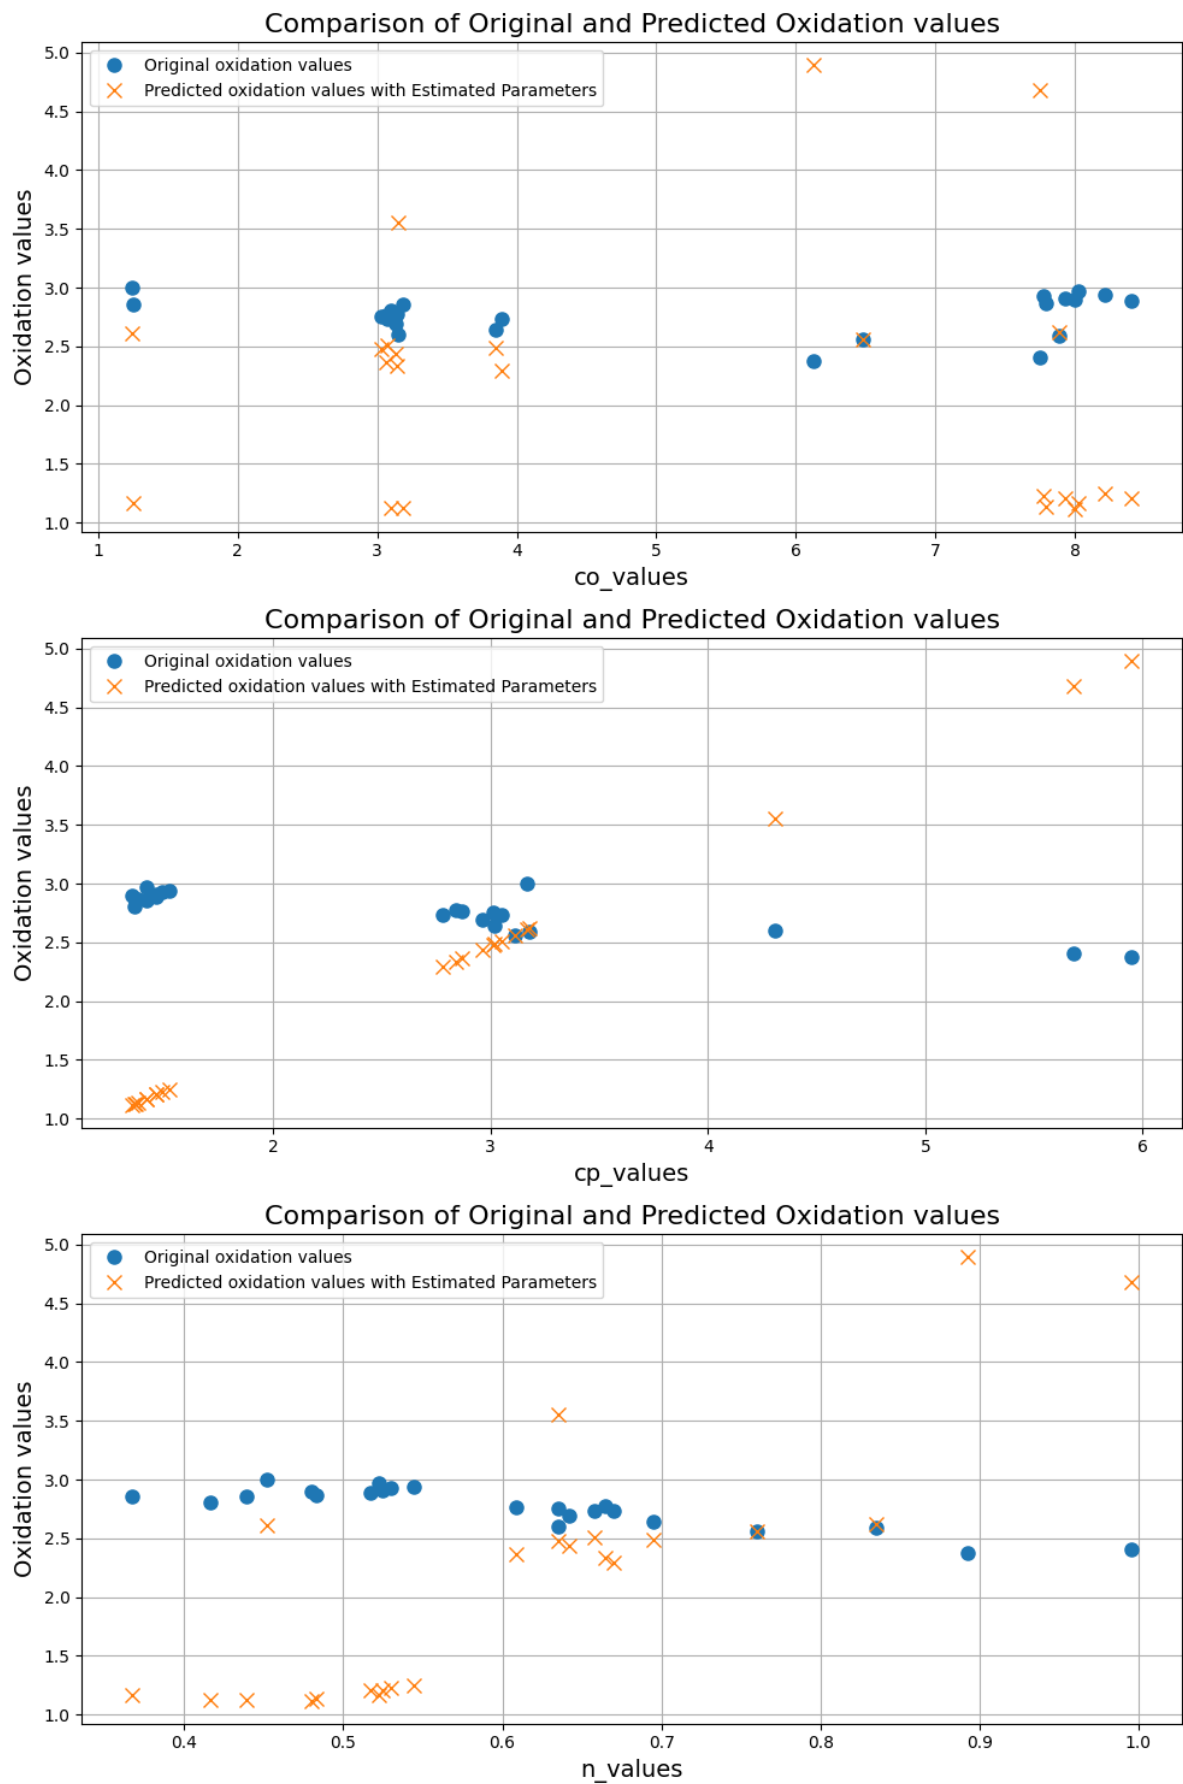 Comparison of Original and Predicted Oxidation values
Original oxidation values
Predicted oxidation values with Estimated Parameters
Oxidation values
5.0
4.5
4.0
3.5
3.0
2.5
2.0
1.5
1.0
1 2 3 4 5 6 7 8
co_values
Comparison of Original and Predicted Oxidation values
Original oxidation values
Predicted oxidation values with Estimated Parameters
Oxidation values
5.0
4.5
4.0
3.5
3.0
2.5
2.0
1.5
1.0
2 3 4 5 6
cp_values
Comparison of Original and Predicted Oxidation values
Original oxidation values
Predicted oxidation values with Estimated Parameters
Oxidation values
5.0
4.5
4.0
3.5
3.0
2.5
2.0
1.5
1.0
0.4 0.5 0.6 0.7 0.8 0.9 1.0
n_values